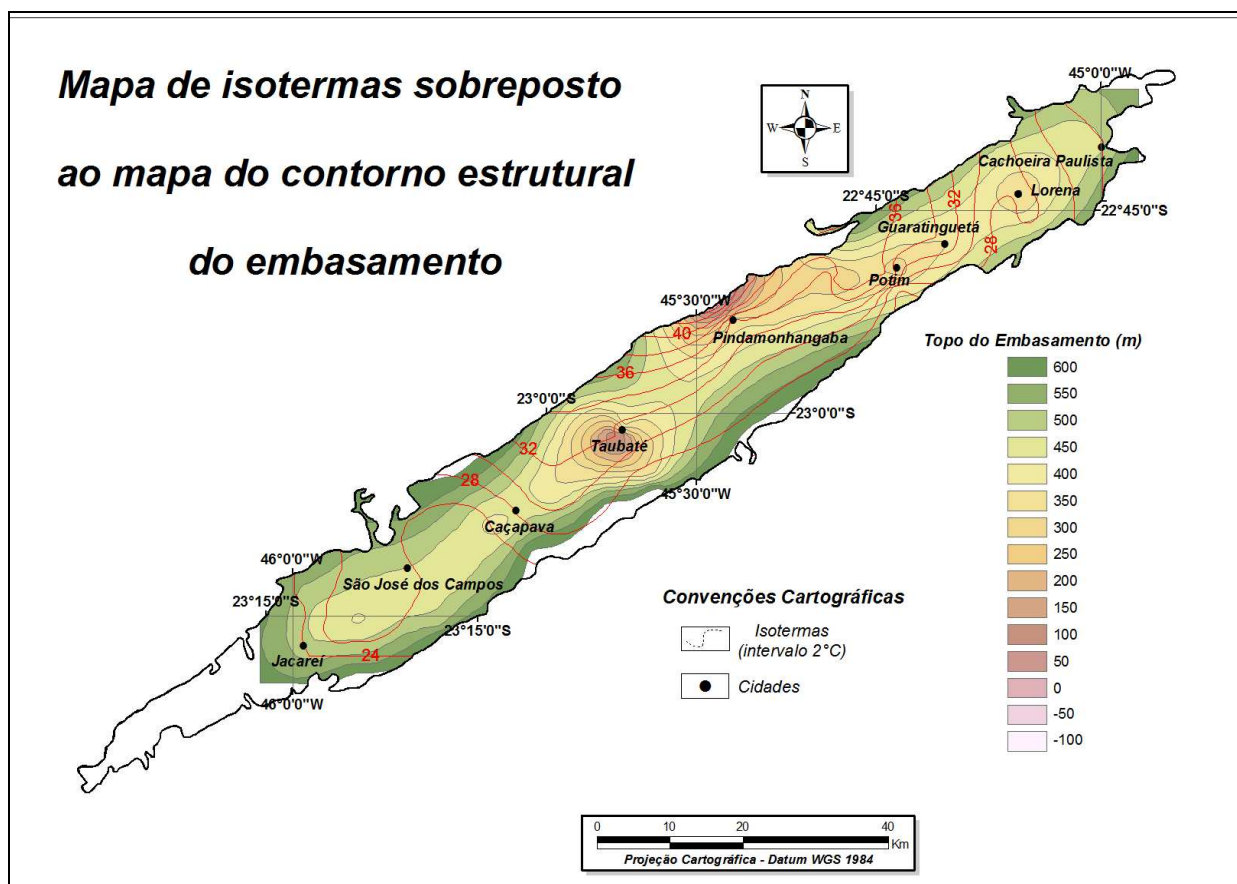 Mapa de isotermas sobreposto
ao mapa do contorno estrutural
do embasamento
N
W E
S
45°0'0"W
Cachoeira Paulista
Lorena
22°45'0"S
22°45'0"S
36
32
Guaratinguetá
28
Potim
45°30'0"W
40
Pindamonhangaba
36
23°0'0"S
23°0'0"S
Taubaté
32
28
45°30'0"W
Caçapava
46°0'0"W
São José dos Campos
23°15'0"S
23°15'0"S
Jacareí
24
46°0'0"W
Topo do Embasamento (m)
600
550
500
450
400
350
300
250
200
150
100
50
0
-50
-100
Convenções Cartográficas
Isotermas
(intervalo 2°C)
Cidades
0 10 20 40
Km
Projeção Cartográfica - Datum WGS 1984